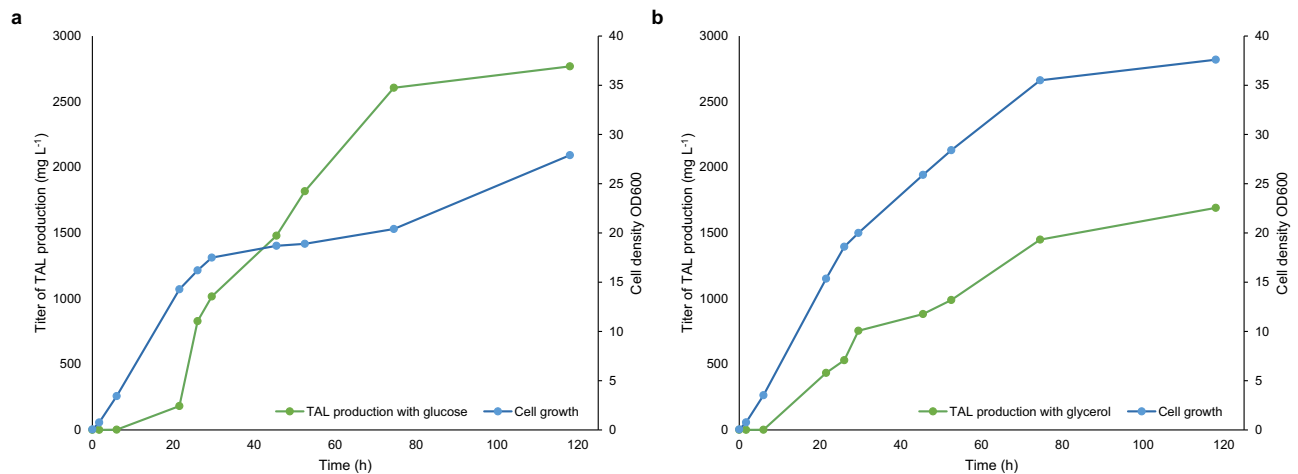 a
3000
2500
2000
1500
1000
500
0
Titer of TAL production (mg L⁻¹)
40
35
30
25
20
15
10
5
0
Cell density OD600
TAL production with glucose
Cell growth
0 20 40 60 80 100 120
Time (h)
b
3000
2500
2000
1500
1000
500
0
Titer of TAL production (mg L⁻¹)
40
35
30
25
20
15
10
5
0
Cell density OD600
TAL production with glycerol
Cell growth
0 20 40 60 80 100 120
Time (h)